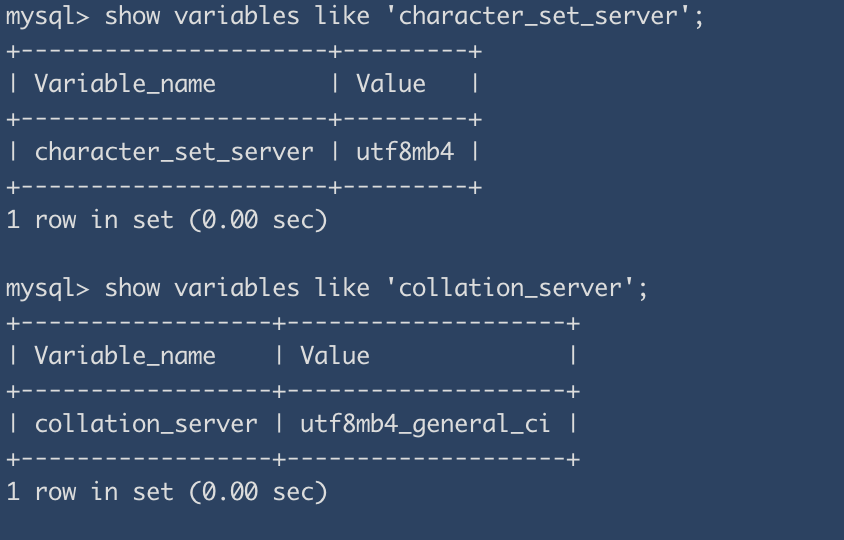 mysql> show variables like 'character_set_server';
+----------------------+---------+
| Variable_name        | Value   |
+----------------------+---------+
| character_set_server | utf8mb4 |
+----------------------+---------+
1 row in set (0.00 sec)

mysql> show variables like 'collation_server';
+------------------+--------------------+
| Variable_name    | Value              |
+------------------+--------------------+
| collation_server | utf8mb4_general_ci |
+------------------+--------------------+
1 row in set (0.00 sec)